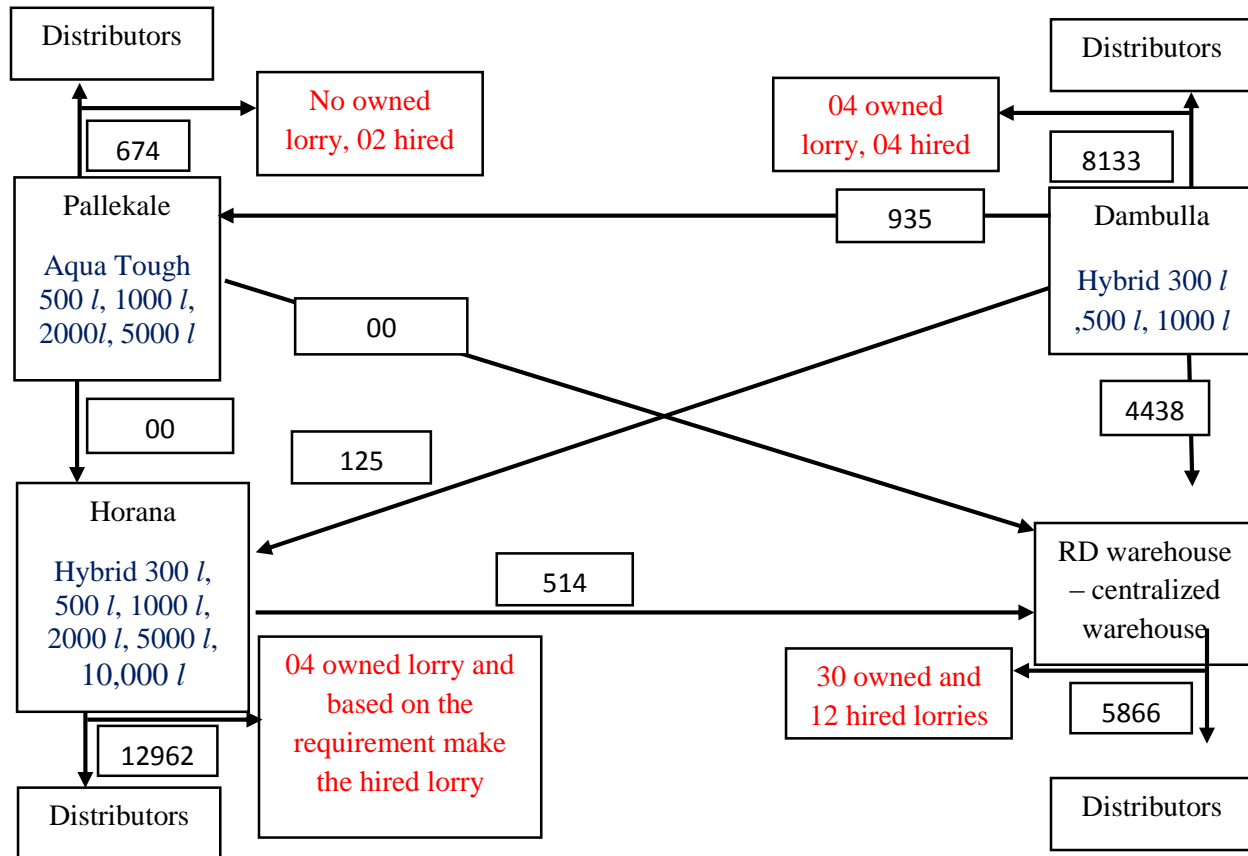 Distributors
Distributors
No owned
lorry, 02 hired
04 owned
lorry, 04 hired
674
8133
Pallekale
Aqua Tough
500 l, 1000 l,
2000l, 5000 l
935
Dambulla
Hybrid 300 l
,500 l, 1000 l
00
00
4438
125
Horana
Hybrid 300 l,
500 l, 1000 l,
2000 l, 5000 l,
10,000 l
514
RD warehouse
– centralized
warehouse
04 owned lorry and
based on the
requirement make
the hired lorry
30 owned and
12 hired lorries
5866
12962
Distributors
Distributors